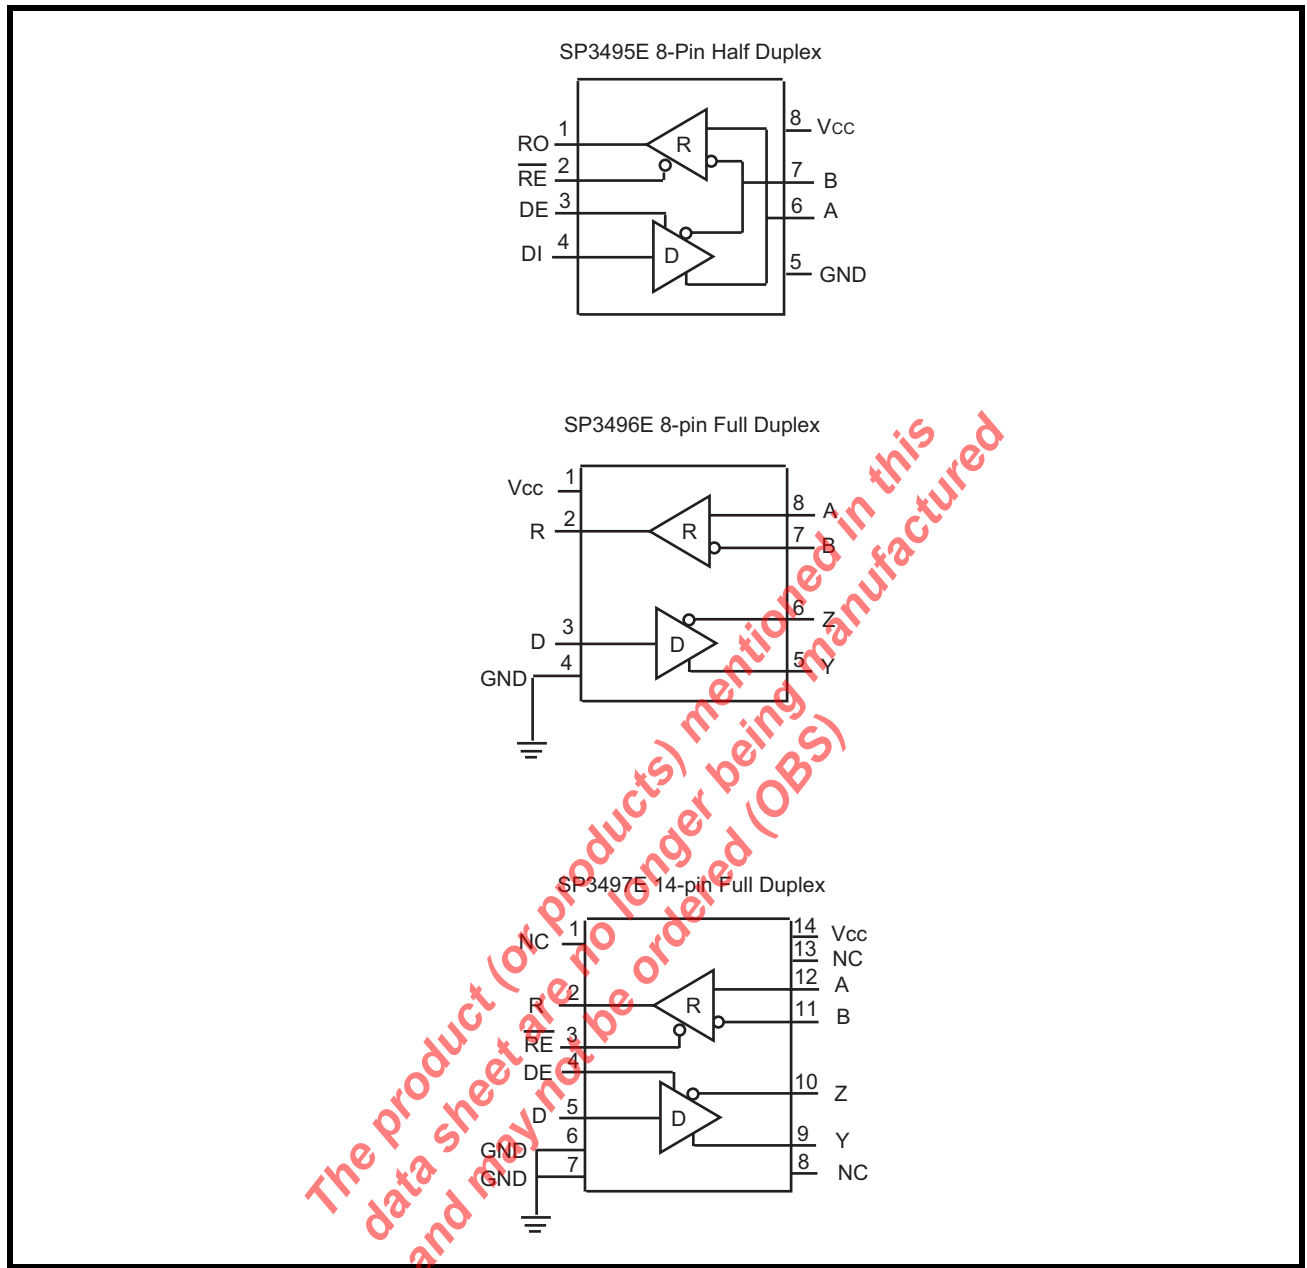 SP3495E 8-Pin Half Duplex
RO 1
RE 2
DE 3
DI 4
R
D
8 Vcc
7 B
6 A
5 GND
SP3496E 8-pin Full Duplex
Vcc 1
R 2
D 3
GND 4
R
D
8 A
7 B
6 Z
5 Y
SP3497E 14-pin Full Duplex
NC 1
R 2
RE 3
DE 4
D 5
GND 6
GND 7
R
D
14 Vcc
13 NC
12 A
11 B
10 Z
9 Y
8 NC
The product (or products) mentioned in this
data sheet are no longer being manufactured
and may not be ordered (OBS)